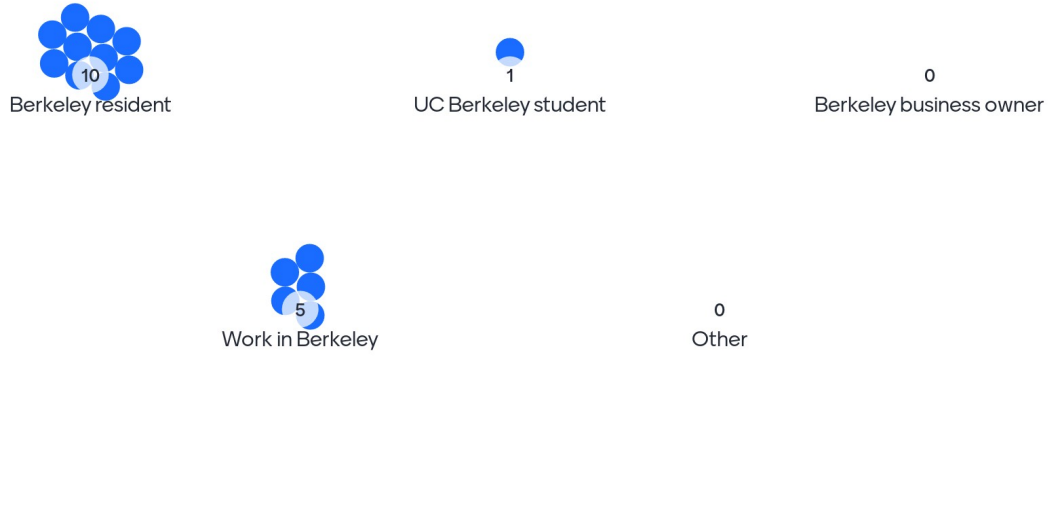 10
Berkeley resident
1
UC Berkeley student
0
Berkeley business owner
5
Work in Berkeley
0
Other